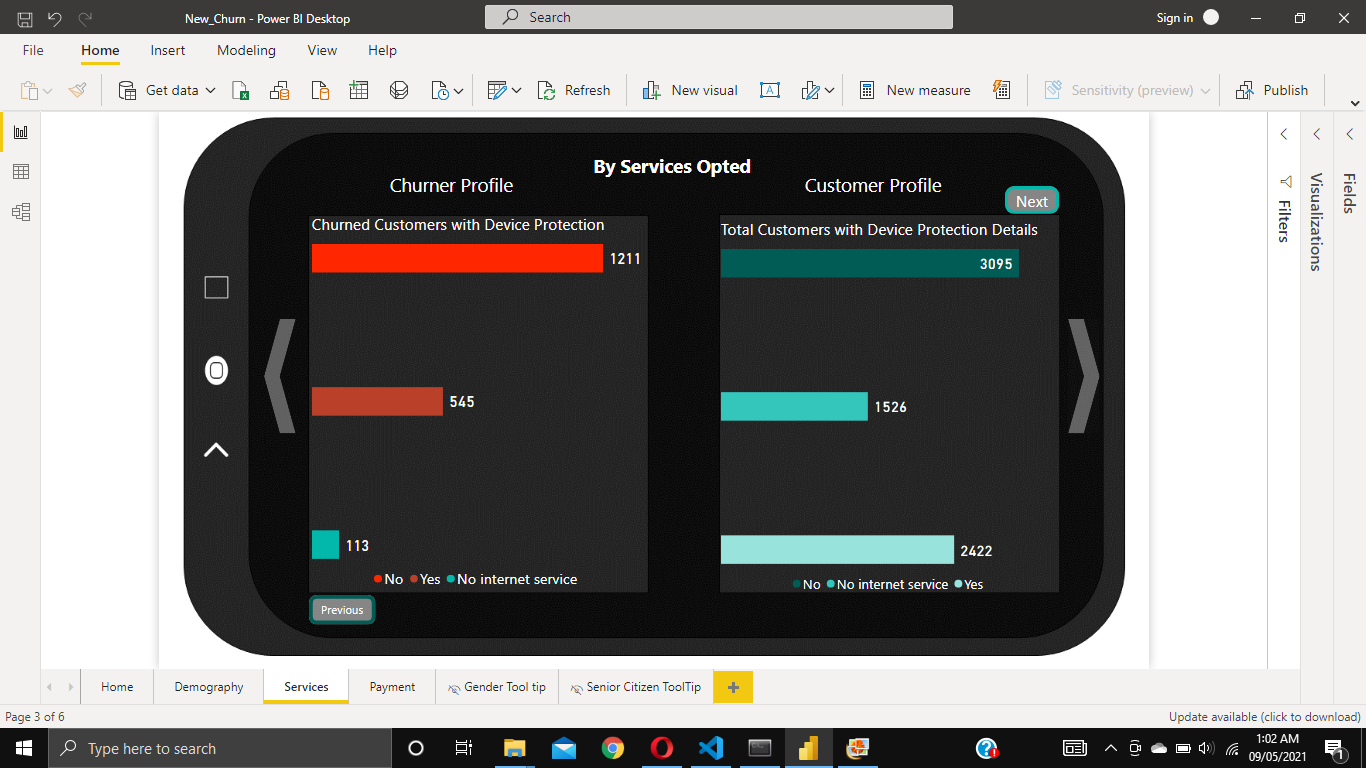 New_Churn - Power BI Desktop
Search
Sign in
File Home Insert Modeling View Help
Get data Refresh New visual A New measure Sensitivity (preview) Publish
By Services Opted
Churner Profile
Customer Profile
Next
Churned Customers with Device Protection
1211
545
113
No Yes No internet service
Total Customers with Device Protection Details
3095
1526
2422
No No internet service Yes
Previous
Filters
Visualizations
Fields
Home Demography Services Payment Gender Tool tip Senior Citizen ToolTip +
Page 3 of 6
Update available (click to download)
Type here to search
1:02 AM
09/05/2021
1